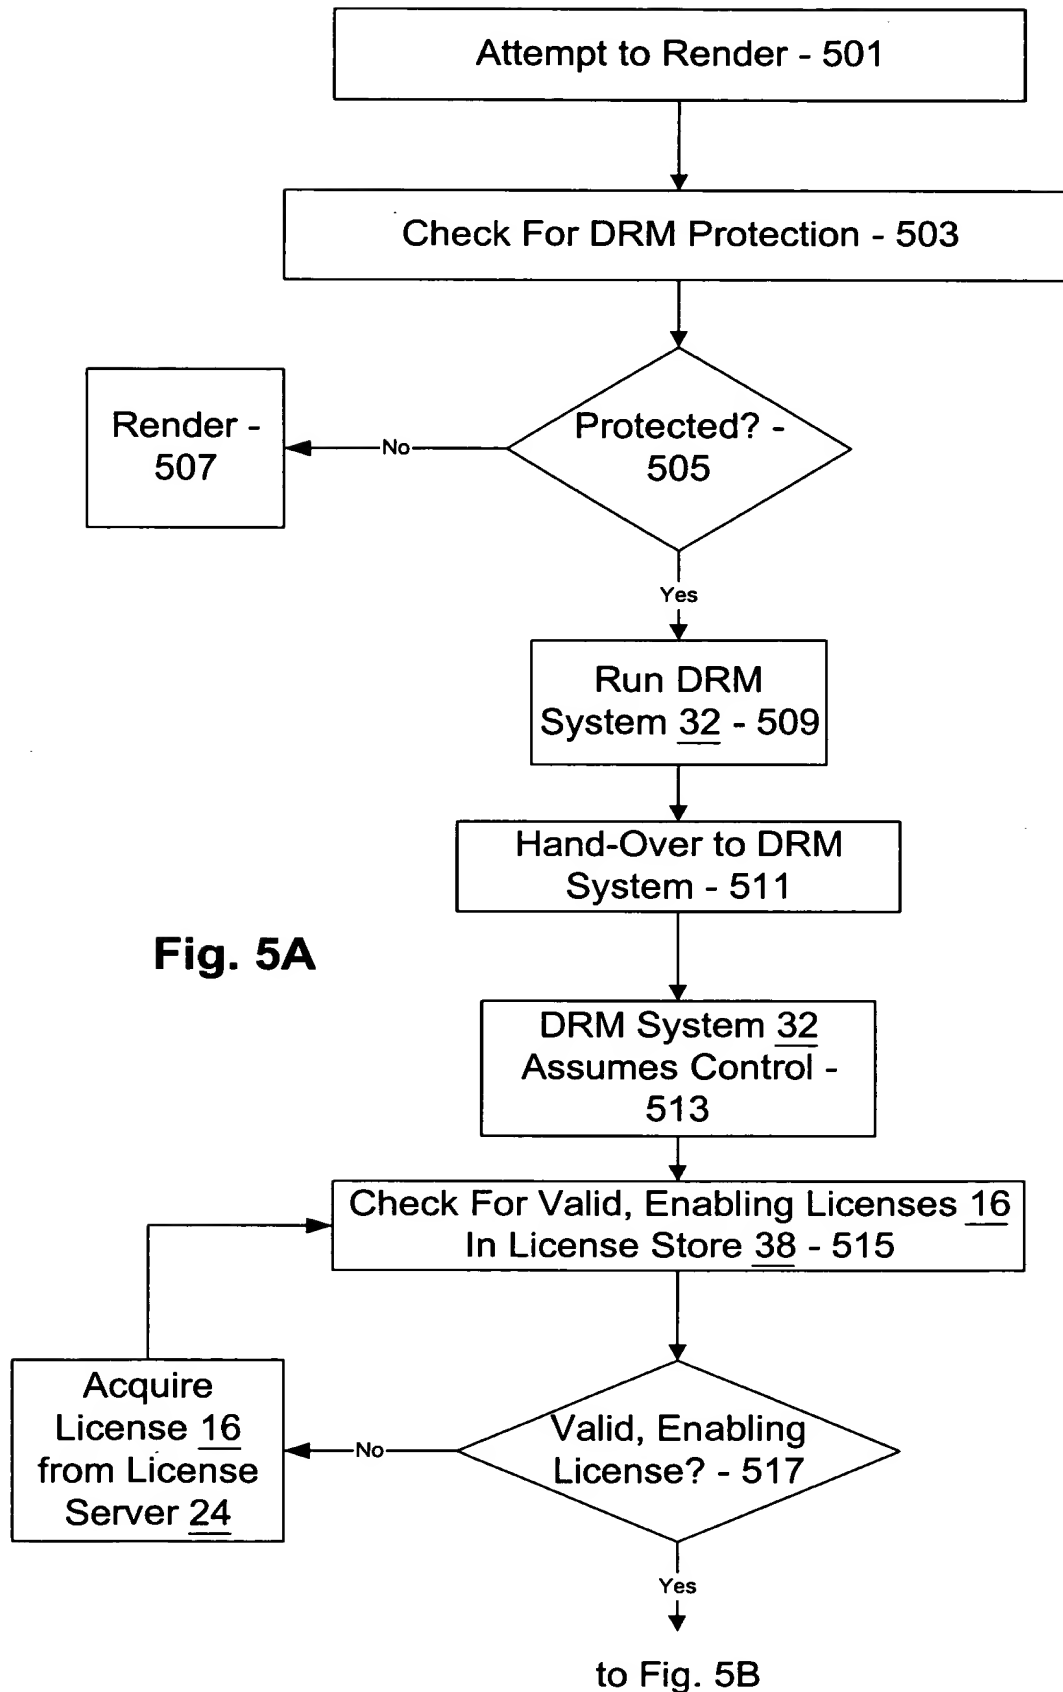 Attempt to Render - 501
Check For DRM Protection - 503
Protected? -
505
No
Render -
507
Yes
Run DRM
System 32 - 509
Hand-Over to DRM
System - 511
Fig. 5A
DRM System 32
Assumes Control -
513
Check For Valid, Enabling Licenses 16
In License Store 38 - 515
Valid, Enabling
License? - 517
No
Acquire
License 16
from License
Server 24
Yes
to Fig. 5B